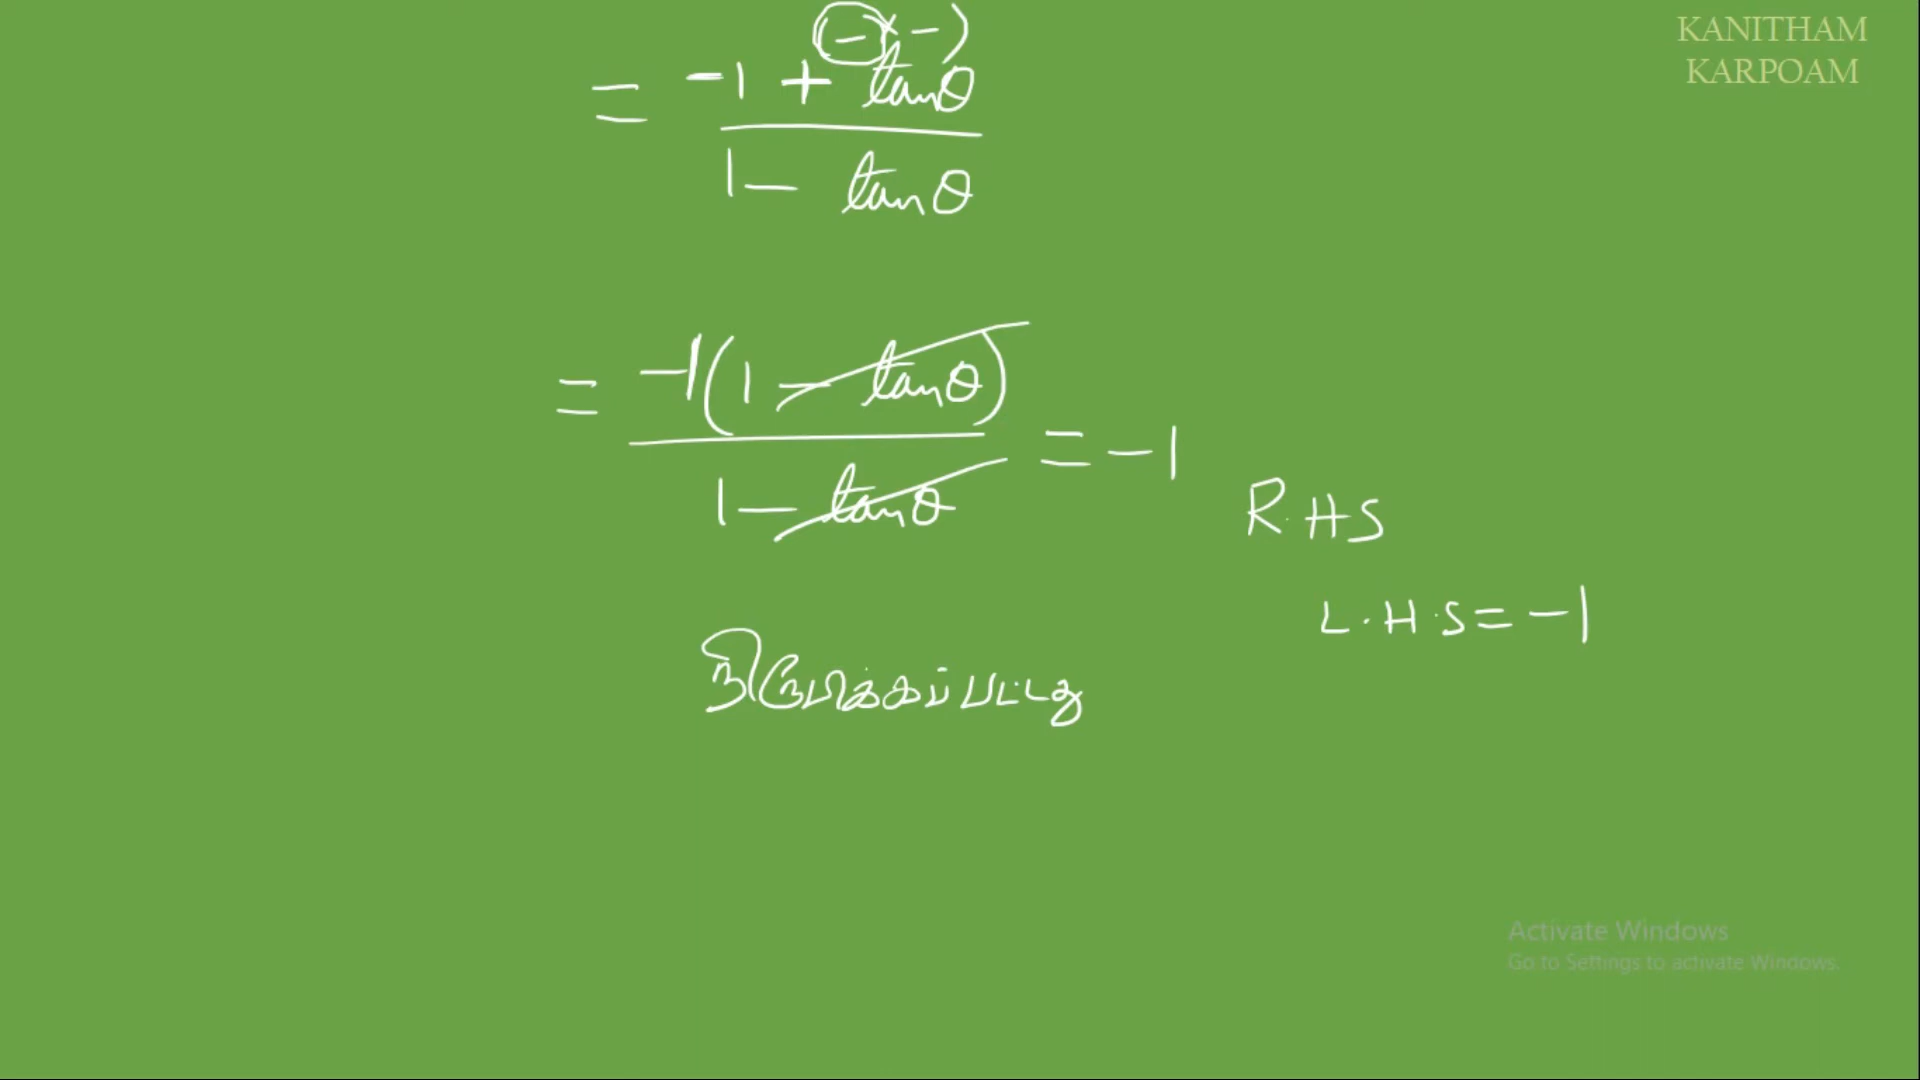 KANITHAM
KARPOAM
(-)(-)
= -1 + tanθ
1 - tanθ
= -1(1 - tanθ)
1 - tanθ
= -1
R.H.S
L.H.S = -1
நிரூபிக்கப்பட்டது
Activate Windows
Go to Settings to activate Windows.